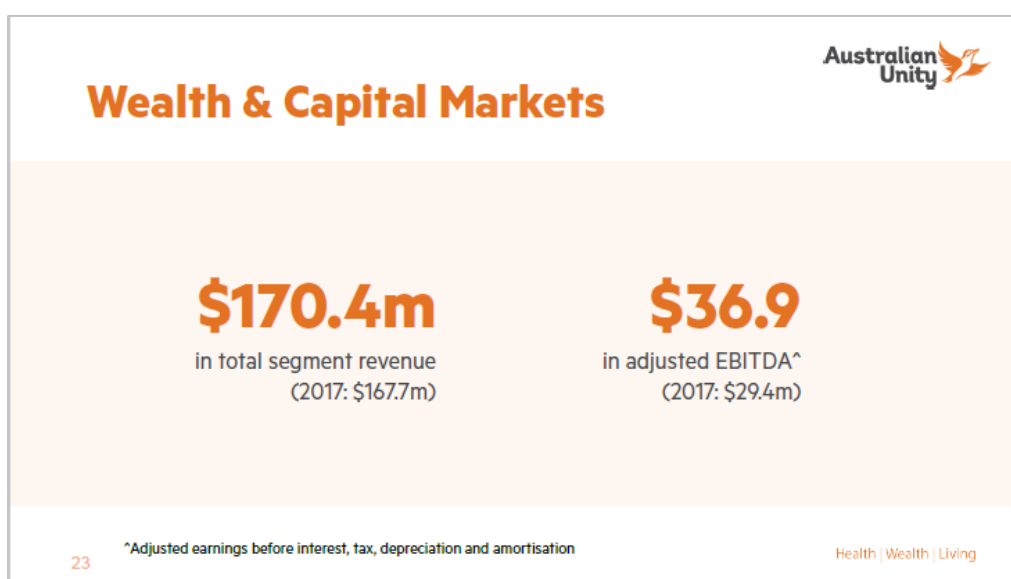 Australian
Unity
Wealth & Capital Markets
$170.4m
in total segment revenue
(2017: $167.7m)
$36.9
in adjusted EBITDA^
(2017: $29.4m)
^Adjusted earnings before interest, tax, depreciation and amortisation
23
Health | Wealth | Living